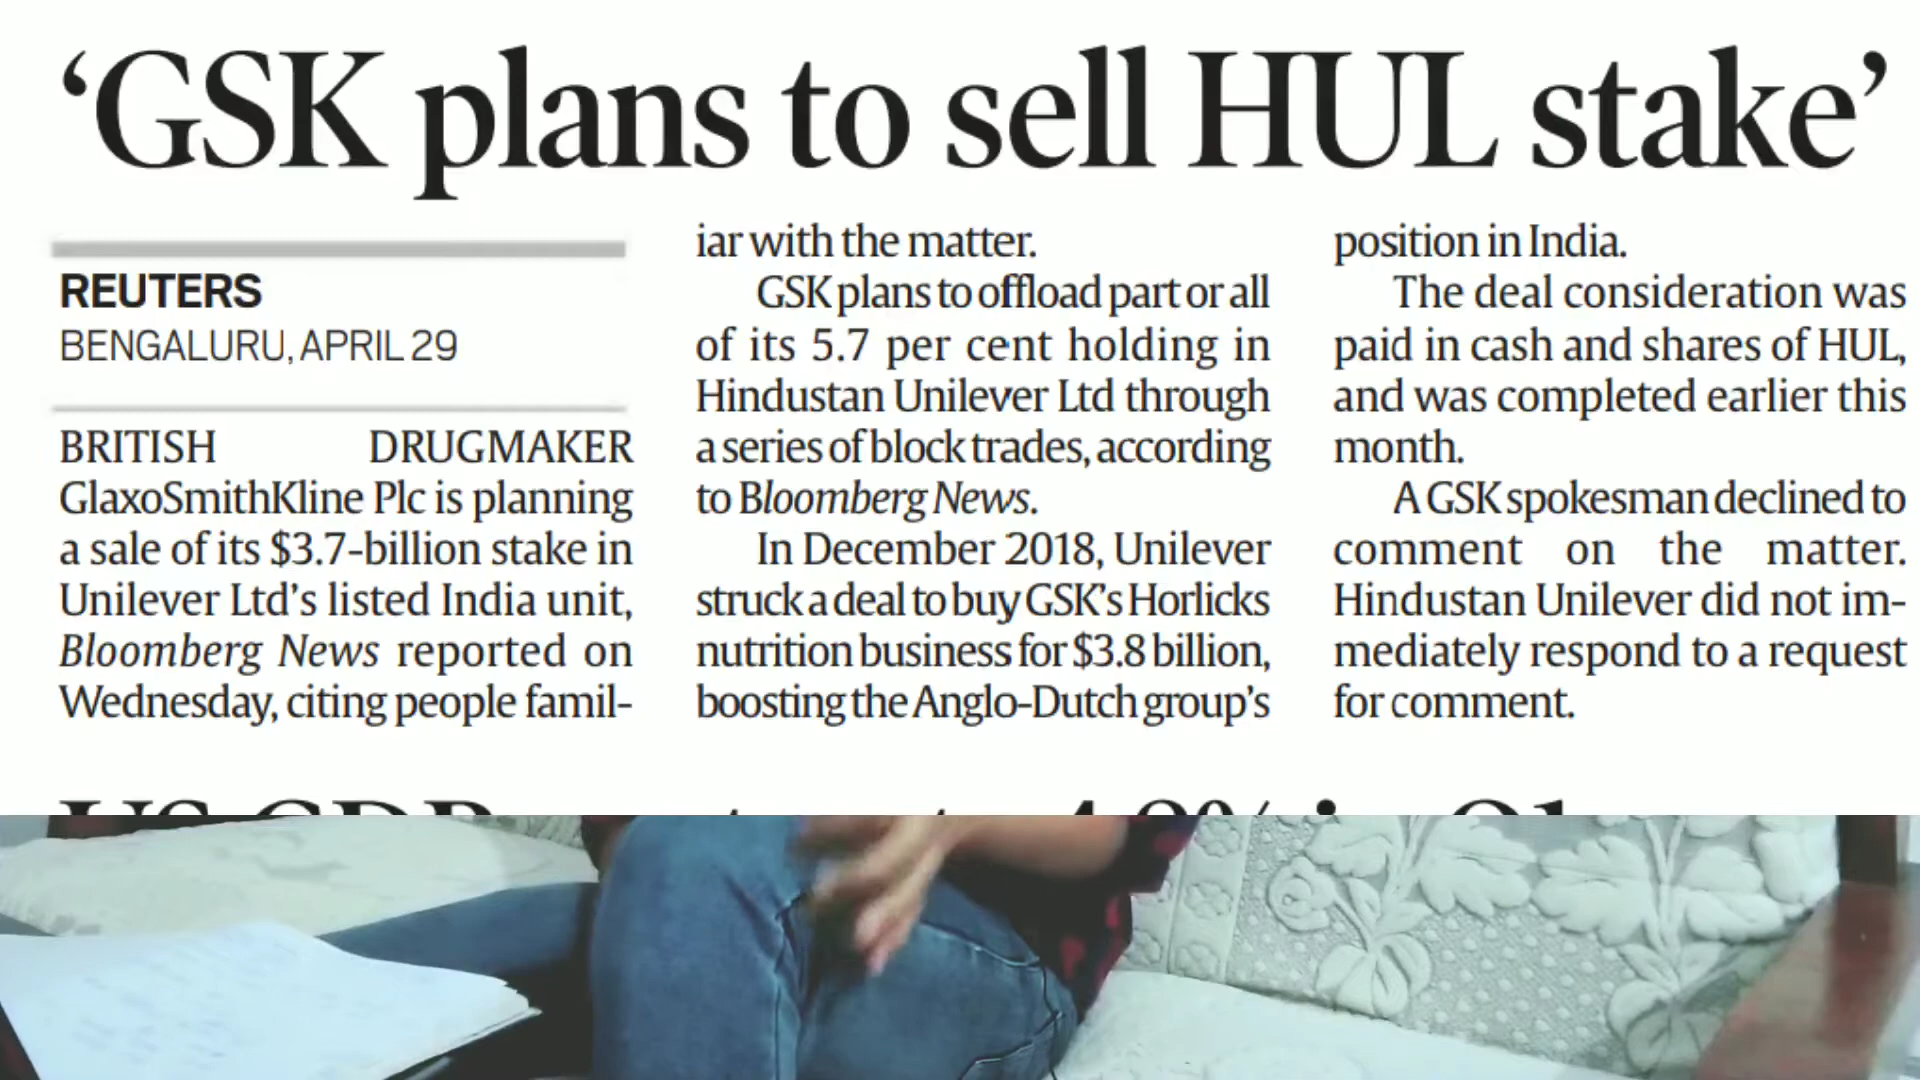 ‘GSK plans to sell HUL stake’
REUTERS
BENGALURU, APRIL 29
BRITISH DRUGMAKER
GlaxoSmithKline Plc is planning
a sale of its $3.7-billion stake in
Unilever Ltd’s listed India unit,
Bloomberg News reported on
Wednesday, citing people famil-
iar with the matter.
GSK plans to offload part or all
of its 5.7 per cent holding in
Hindustan Unilever Ltd through
a series of block trades, according
to Bloomberg News.
In December 2018, Unilever
struck a deal to buy GSK’s Horlicks
nutrition business for $3.8 billion,
boosting the Anglo-Dutch group’s
position in India.
The deal consideration was
paid in cash and shares of HUL,
and was completed earlier this
month.
A GSK spokesman declined to
comment on the matter.
Hindustan Unilever did not im-
mediately respond to a request
for comment.